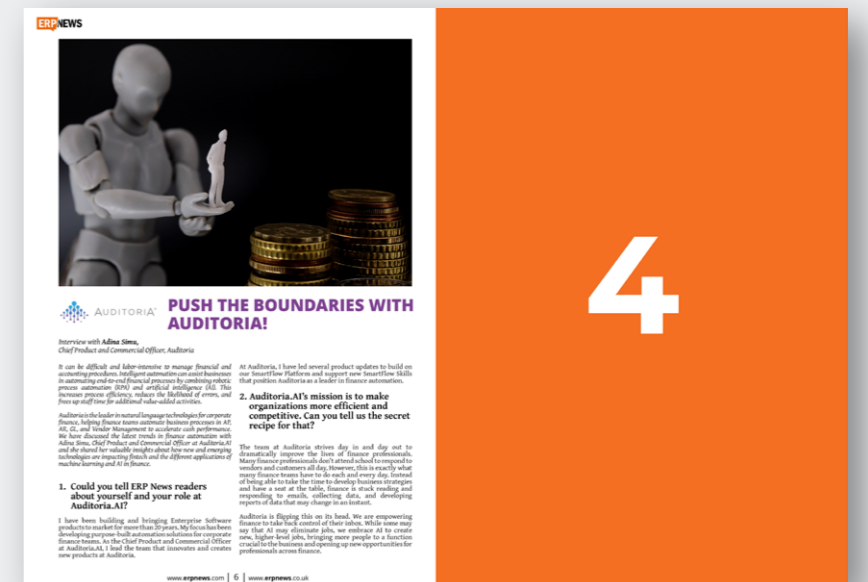 ERPNEWS
AUDITORIA
PUSH THE BOUNDARIES WITH
AUDITORIA!
Interview with Adina Simu,
Chief Product and Commercial Officer, Auditoria
It can be difficult and labor-intensive to manage financial and
accounting procedures. Intelligent automation can assist businesses
in automating end-to-end financial processes by combining robotic
process automation (RPA) and artificial intelligence (AI). This
increases process efficiency, reduces the likelihood of errors, and
frees up staff time for additional value-added activities.
Auditoria is the leader in natural language technologies for corporate
finance, helping finance teams automate business processes in AP,
AR, GL, and Vendor Management to accelerate cash performance.
We have discussed the latest trends in finance automation with
Adina Simu, Chief Product and Commercial Officer at Auditoria.AI
and she shared her valuable insights about how new and emerging
technologies are impacting fintech and the different applications of
machine learning and AI in finance.
1. Could you tell ERP News readers
about yourself and your role at
Auditoria.AI?
I have been building and bringing Enterprise Software
products to market for more than 20 years. My focus has been
developing purpose-built automation solutions for corporate
finance teams. As the Chief Product and Commercial Officer
at Auditoria.AI, I lead the team that innovates and creates
new products at Auditoria.
At Auditoria, I have led several product updates to build on
our SmartFlow Platform and support new SmartFlow Skills
that position Auditoria as a leader in finance automation.
2. Auditoria.AI's mission is to make
organizations more efficient and
competitive. Can you tell us the secret
recipe for that?
The team at Auditoria strives day in and day out to
dramatically improve the lives of finance professionals.
Many finance professionals don't attend school to respond to
vendors and customers all day. However, this is exactly what
many finance teams have to do each and every day. Instead
of being able to take the time to develop business strategies
and have a seat at the table, finance is stuck reading and
responding to emails, collecting data, and developing
reports of data that may change in an instant.
Auditoria is flipping this on its head. We are empowering
finance to take back control of their inbox. While some may
say that AI may eliminate jobs, we embrace AI to create
new, higher-level jobs, bringing more people to a function
crucial to the business and opening up new opportunities for
professionals across finance.
www.erpnews.com | 6 | www.erpnews.co.uk
4